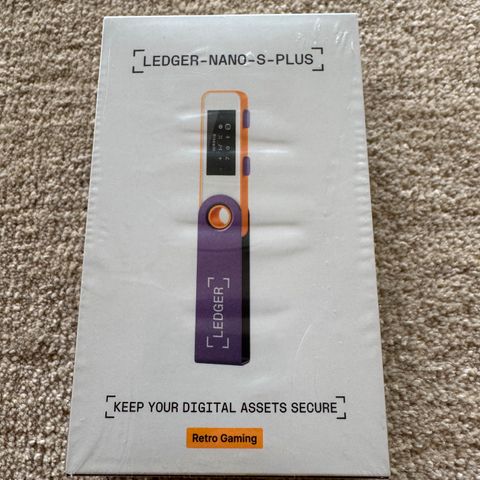 LEDGER-NANO-S-PLUS
LEDGER
KEEP YOUR DIGITAL ASSETS SECURE
Retro Gaming